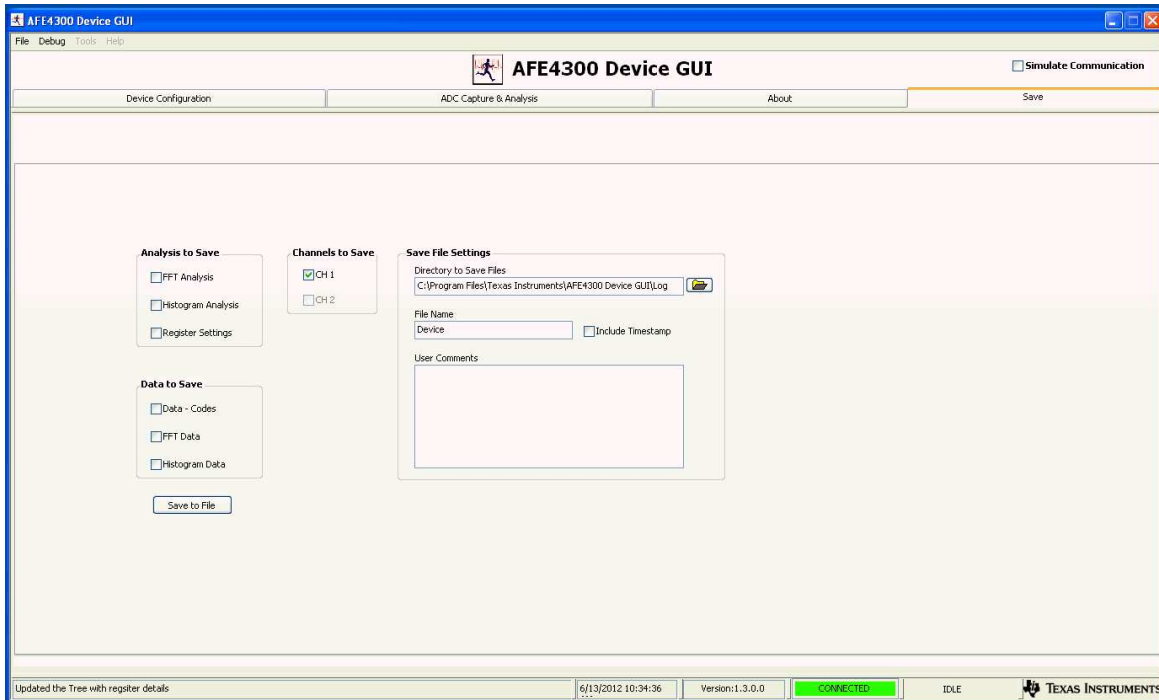 AFE4300 Device GUI
File Debug Tools Help
AFE4300 Device GUI
Simulate Communication
Device Configuration
ADC Capture & Analysis
About
Save
Analysis to Save
FFT Analysis
Histogram Analysis
Register Settings
Channels to Save
CH 1
CH 2
Save File Settings
Directory to Save Files
C:\Program Files\Texas Instruments\AFE4300 Device GUI\Log
File Name
Device
Include Timestamp
User Comments
Data to Save
Data - Codes
FFT Data
Histogram Data
Save to File
Updated the Tree with regsiter details
6/13/2012 10:34:36
Version:1.3.0.0
CONNECTED
IDLE
TEXAS INSTRUMENTS